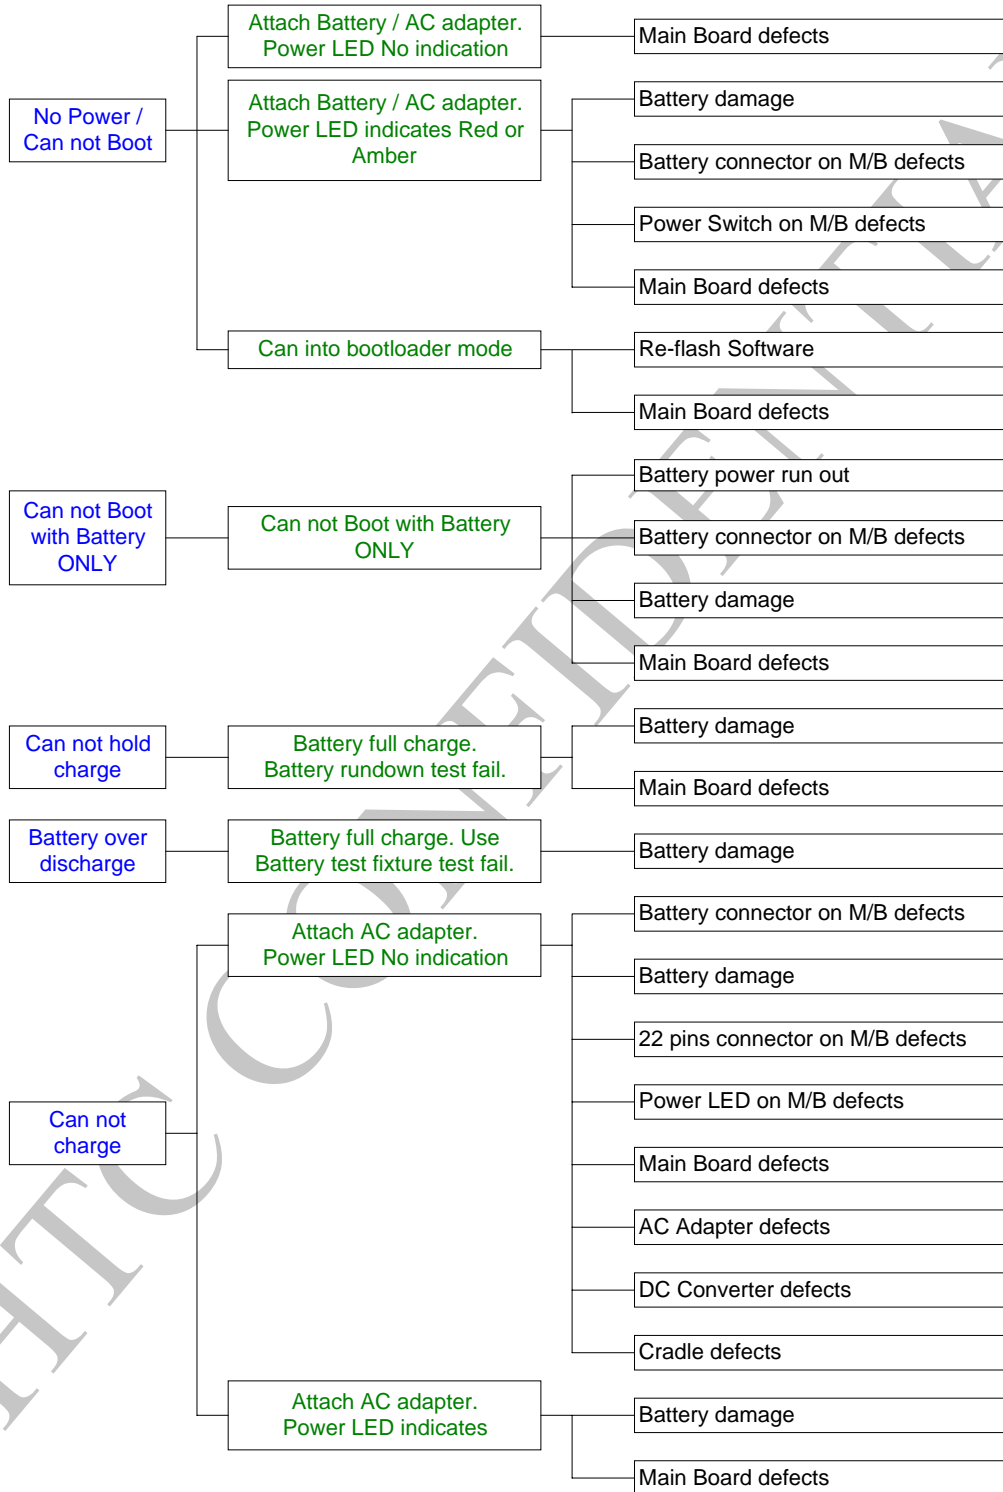 No Power /
Can not Boot
Attach Battery / AC adapter.
Power LED No indication
Main Board defects
Attach Battery / AC adapter.
Power LED indicates Red or
Amber
Battery damage
Battery connector on M/B defects
Power Switch on M/B defects
Main Board defects
Can into bootloader mode
Re-flash Software
Main Board defects
Can not Boot
with Battery
ONLY
Can not Boot with Battery
ONLY
Battery power run out
Battery connector on M/B defects
Battery damage
Main Board defects
Can not hold
charge
Battery full charge.
Battery rundown test fail.
Battery damage
Main Board defects
Battery over
discharge
Battery full charge. Use
Battery test fixture test fail.
Battery damage
Can not
charge
Attach AC adapter.
Power LED No indication
Battery connector on M/B defects
Battery damage
22 pins connector on M/B defects
Power LED on M/B defects
Main Board defects
AC Adapter defects
DC Converter defects
Cradle defects
Attach AC adapter.
Power LED indicates
Battery damage
Main Board defects
HTC CONFIDENTIA